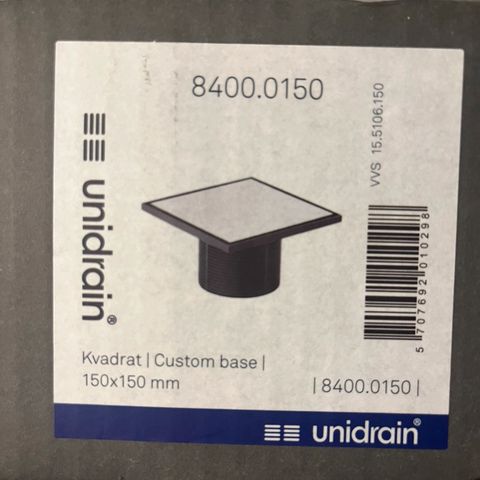 8400.0150
VVS 15.5106.150
unidrain®
5 707692 010298
Kvadrat | Custom base |
150x150 mm
| 8400.0150 |
unidrain®